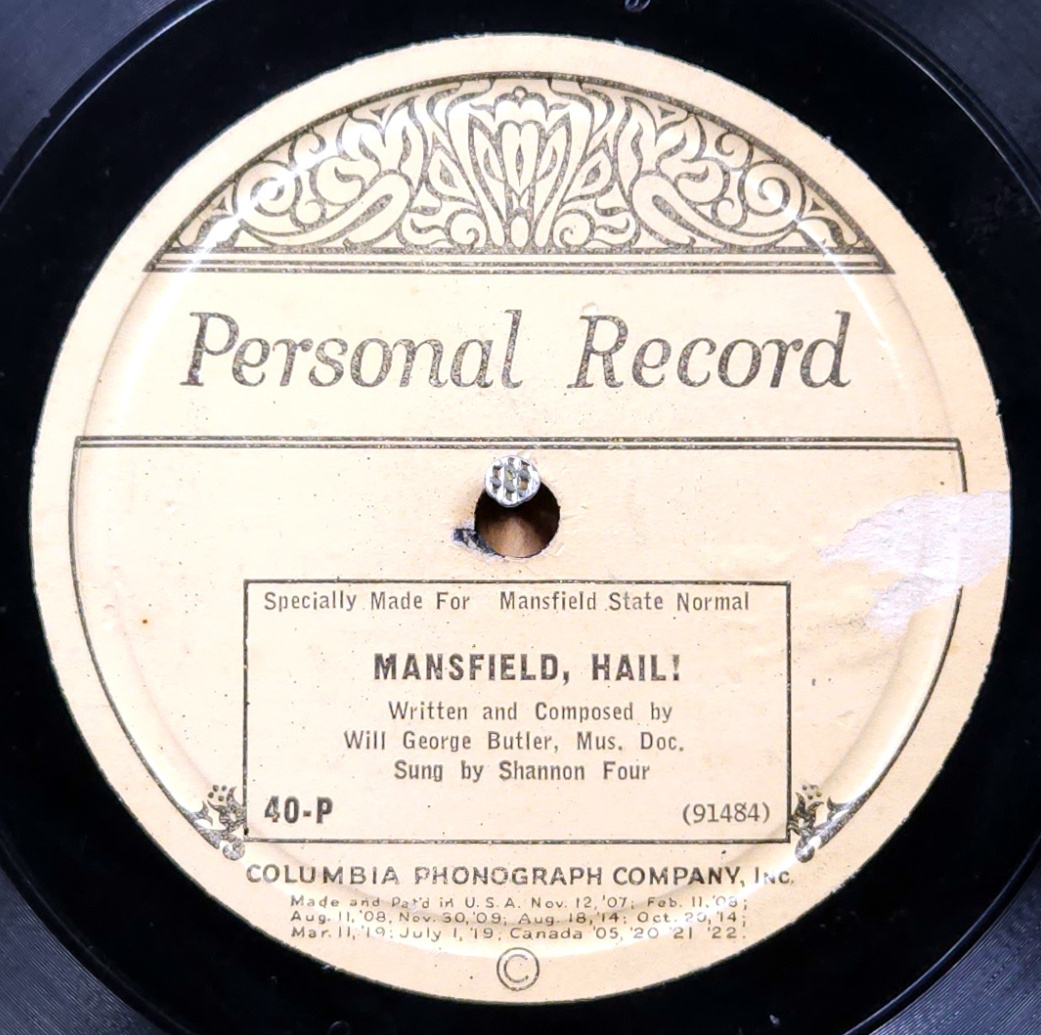 Personal Record
Specially Made For Mansfield State Normal
MANSFIELD, HAIL!
Written and Composed by
Will George Butler, Mus. Doc.
Sung by Shannon Four
40-P (91484)
COLUMBIA PHONOGRAPH COMPANY, INC.
Made and Pat'd in U.S.A. Nov. 12,'07; Feb. 11,'08;
Aug. 11,'08, Nov. 30,'09; Aug. 18,'14; Oct. 20,'14;
Mar. 11,'19; July 1,'19, Canada '05, '20 '21 '22.
©